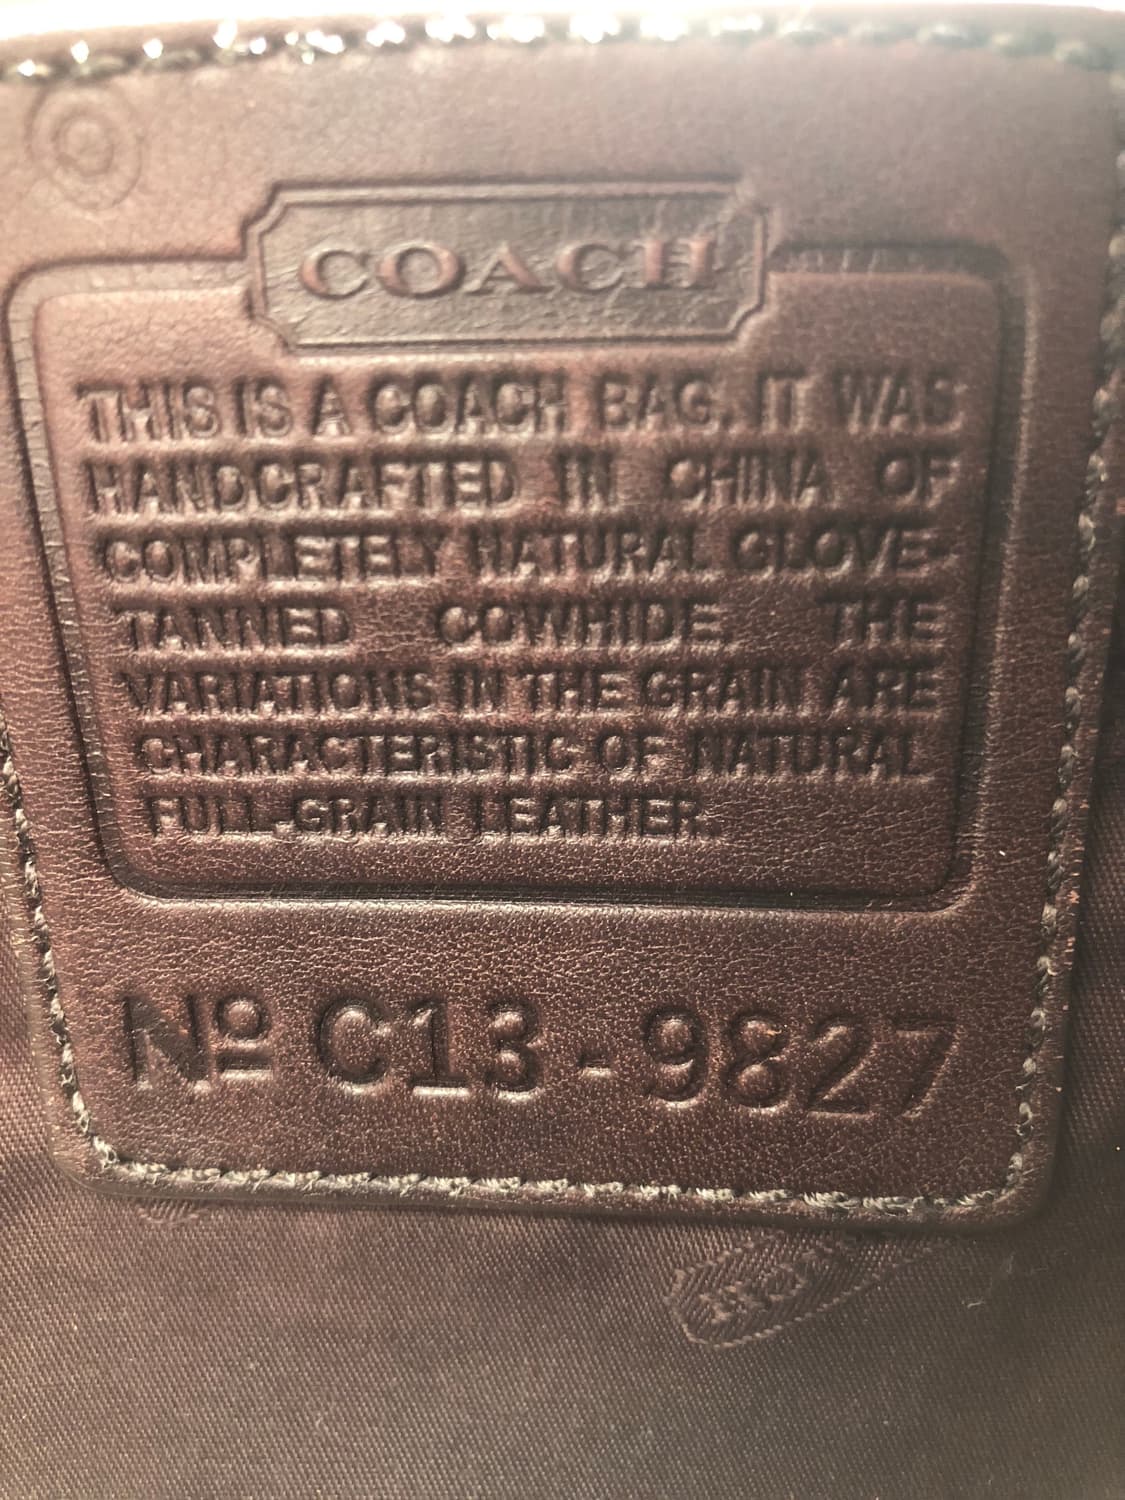 COACH
THIS IS A COACH BAG. IT WAS
HANDCRAFTED IN CHINA OF
COMPLETELY NATURAL GLOVE-
TANNED COWHIDE. THE
VARIATIONS IN THE GRAIN ARE
CHARACTERISTIC OF NATURAL
FULL-GRAIN LEATHER.
Nº C13-9827